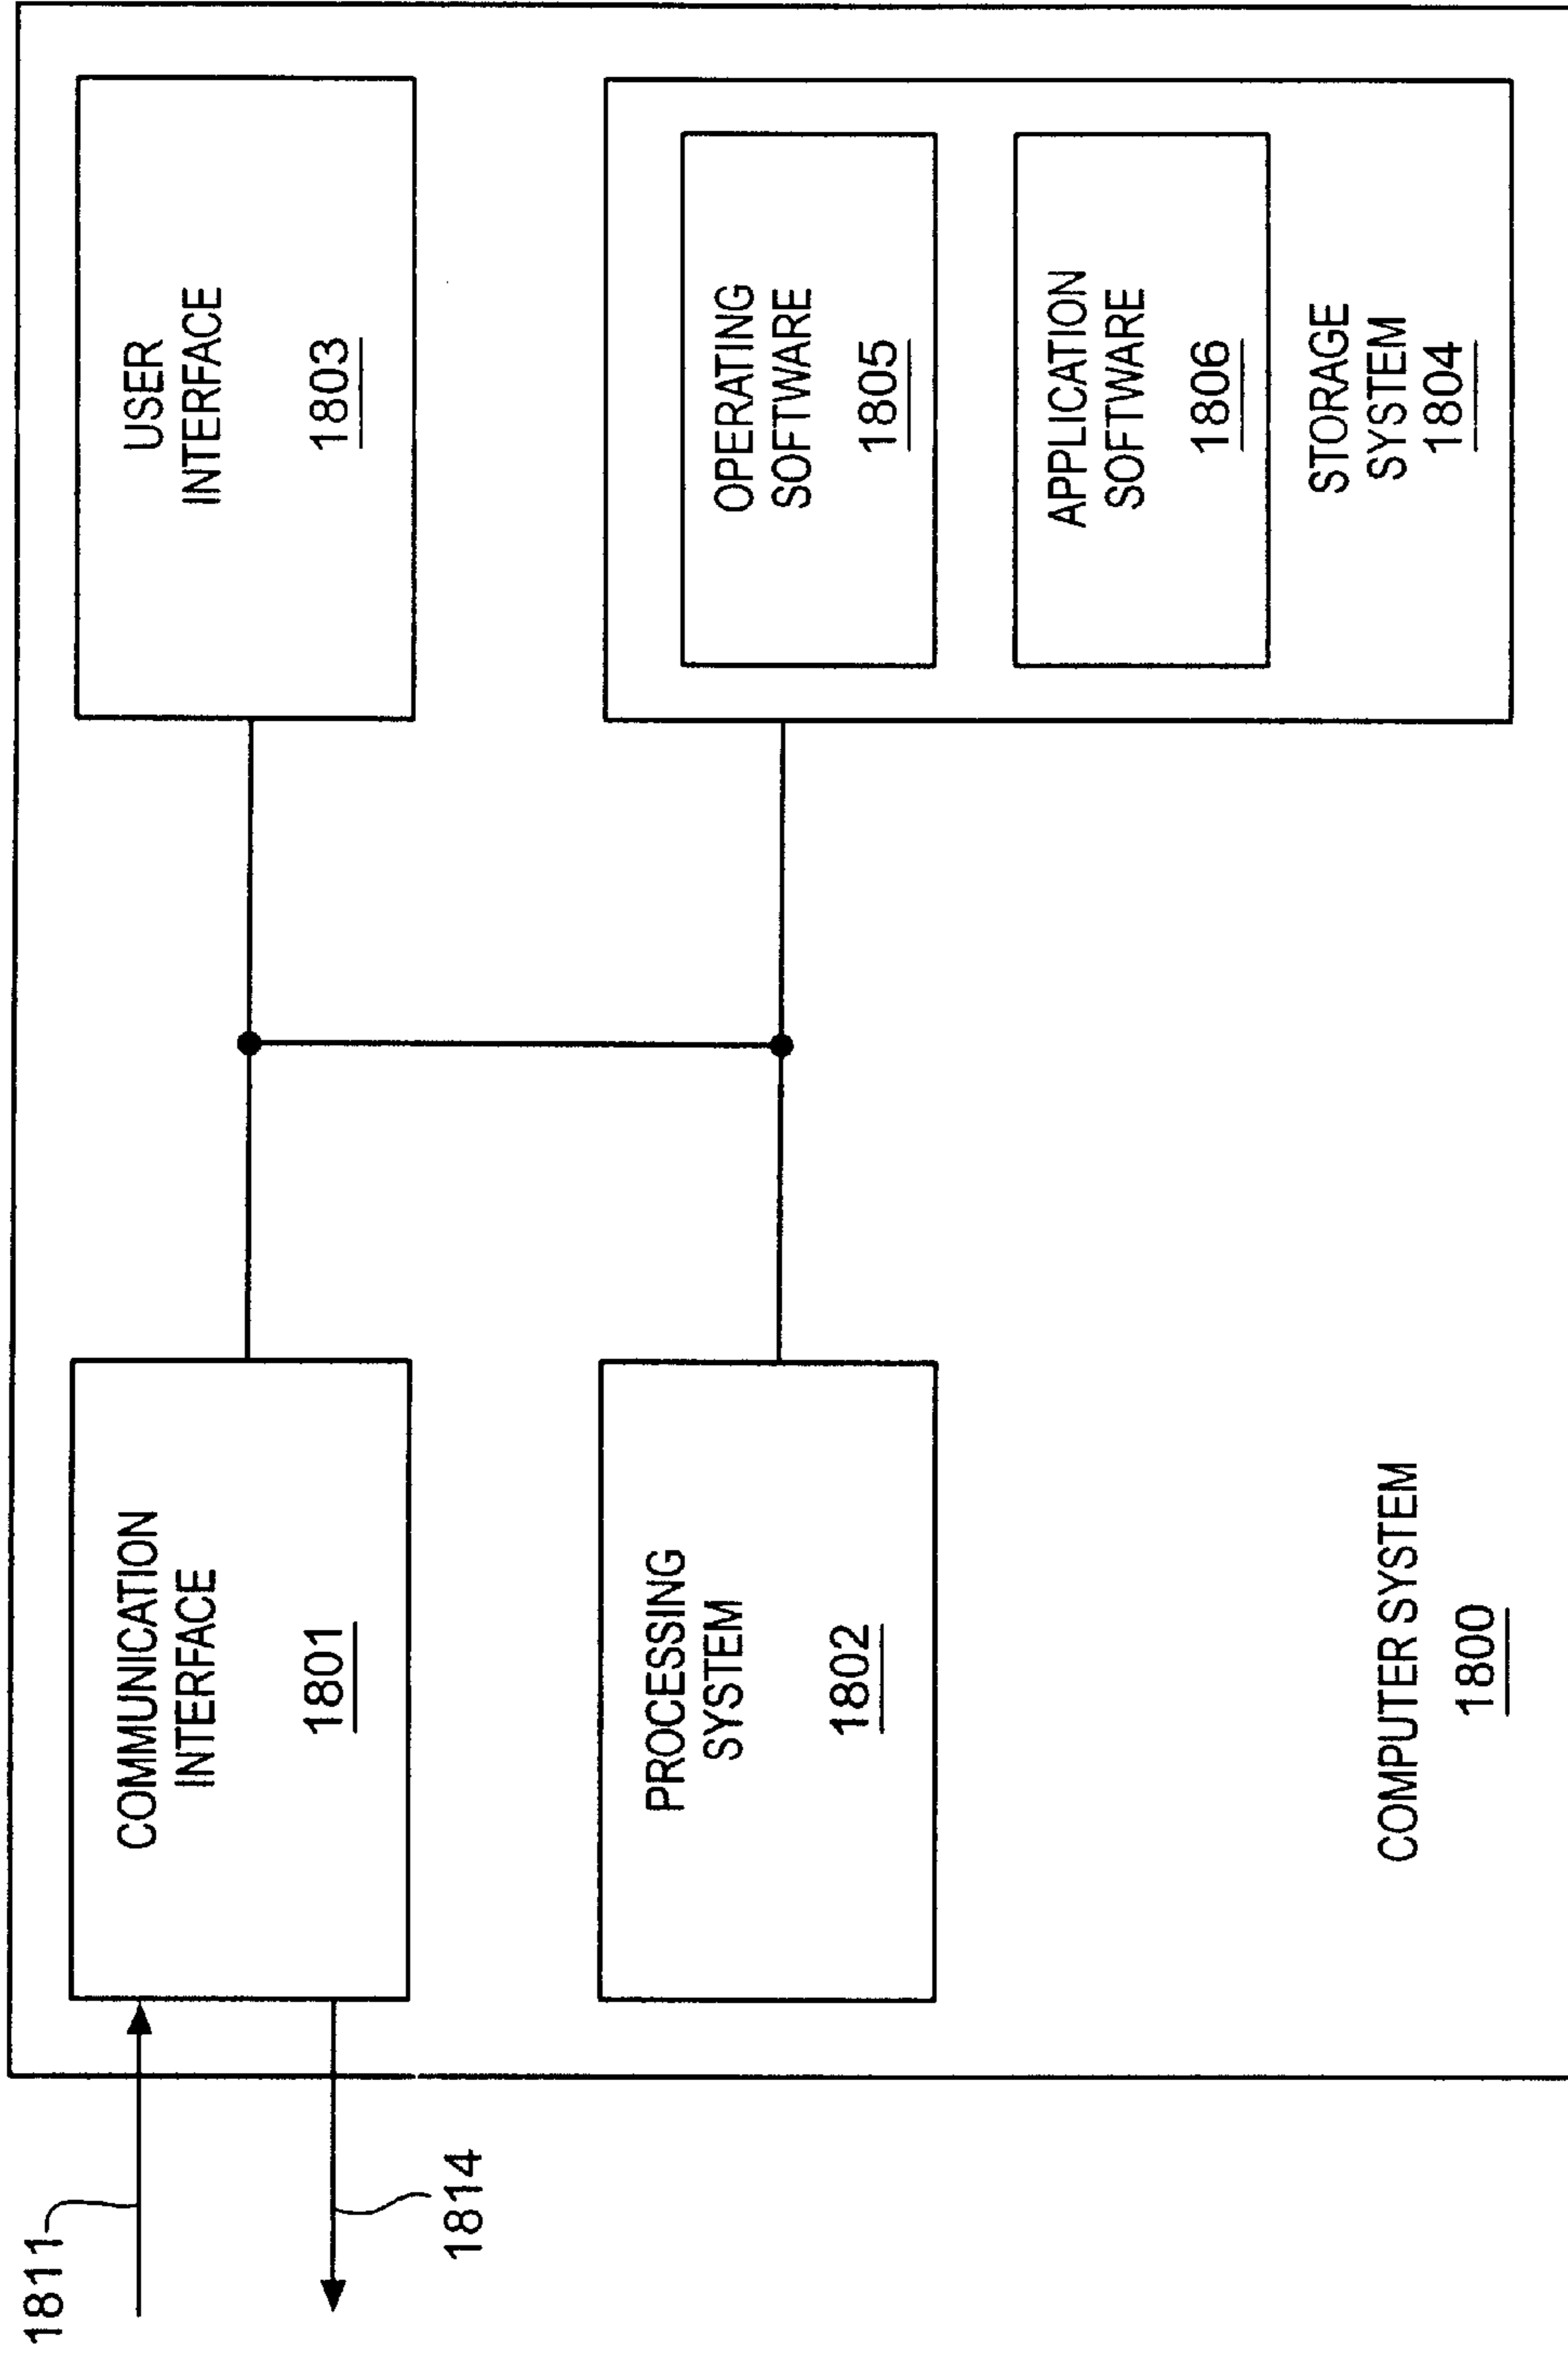 1811
1814
COMMUNICATION
INTERFACE
1801
USER
INTERFACE
1803
PROCESSING
SYSTEM
1802
OPERATING
SOFTWARE
1805
APPLICATION
SOFTWARE
1806
STORAGE
SYSTEM
1804
COMPUTER SYSTEM
1800